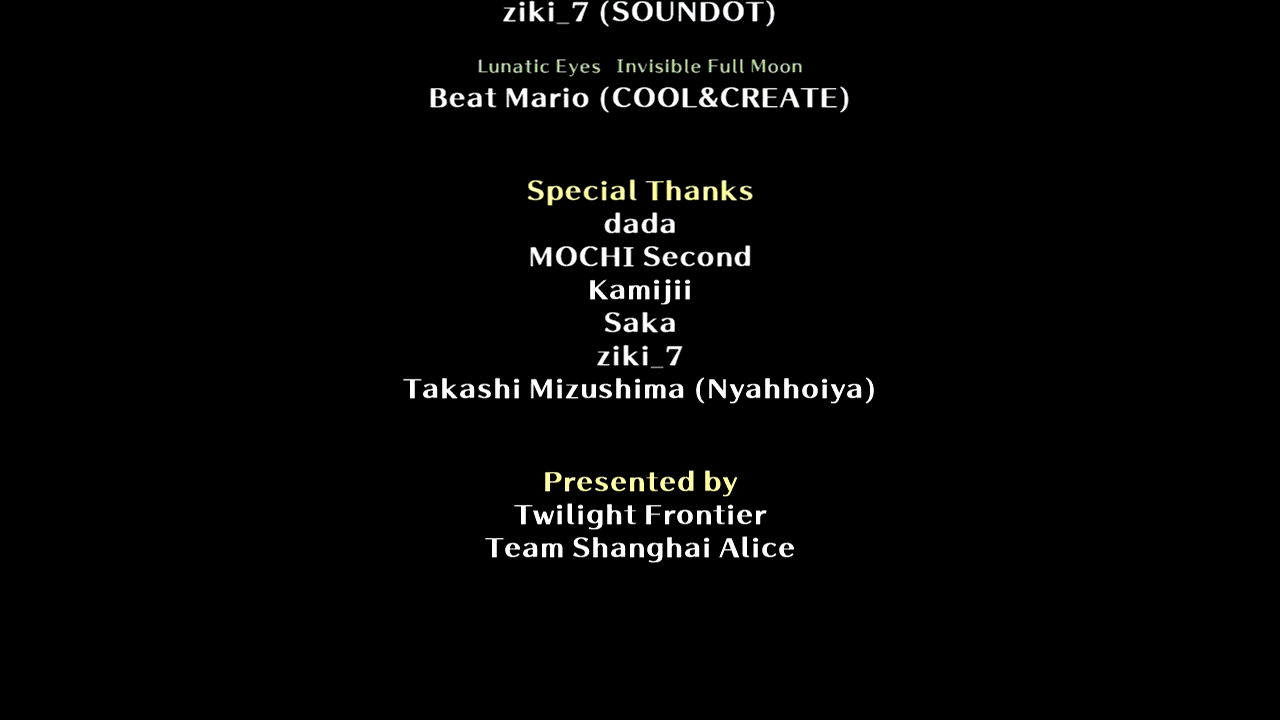 ziki_7 (SOUNDOT)
Lunatic Eyes   Invisible Full Moon
Beat Mario (COOL&CREATE)
Special Thanks
dada
MOCHI Second
Kamijii
Saka
ziki_7
Takashi Mizushima (Nyahhoiya)
Presented by
Twilight Frontier
Team Shanghai Alice